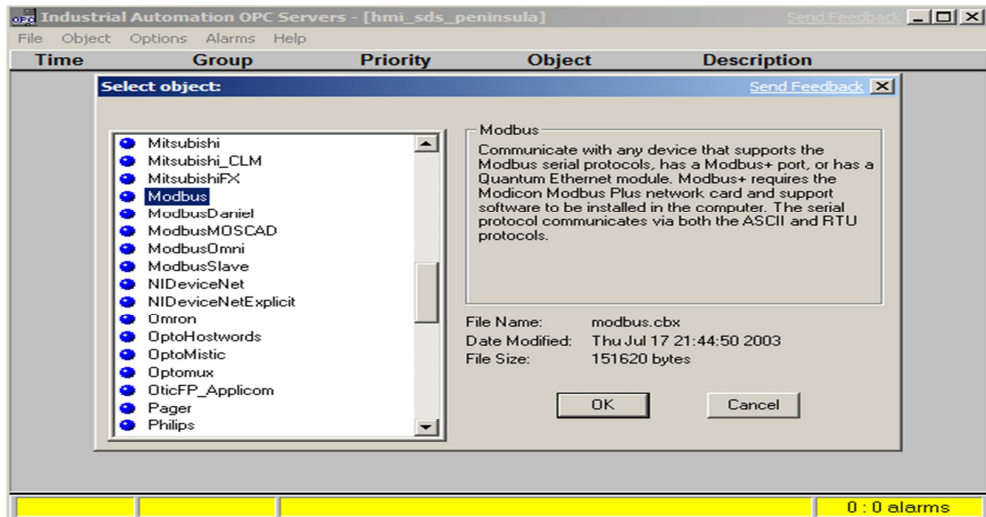 OPC Industrial Automation OPC Servers - [hmi_sds_peninsula] Send Feedback
File Object Options Alarms Help
Time Group Priority Object Description
Select object: Send Feedback
Mitsubishi
Mitsubishi_CLM
MitsubishiFX
Modbus
ModbusDaniel
ModbusMOSCAD
ModbusOmni
ModbusSlave
NIDeviceNet
NIDeviceNetExplicit
Omron
OptoHostwords
OptoMistic
Optomux
OticFP_Applicom
Pager
Philips
Modbus
Communicate with any device that supports the
Modbus serial protocols, has a Modbus+ port, or has a
Quantum Ethernet module. Modbus+ requires the
Modicon Modbus Plus network card and support
software to be installed in the computer. The serial
protocol communicates via both the ASCII and RTU
protocols.
File Name: modbus.cbx
Date Modified: Thu Jul 17 21:44:50 2003
File Size: 151620 bytes
OK Cancel
0 : 0 alarms